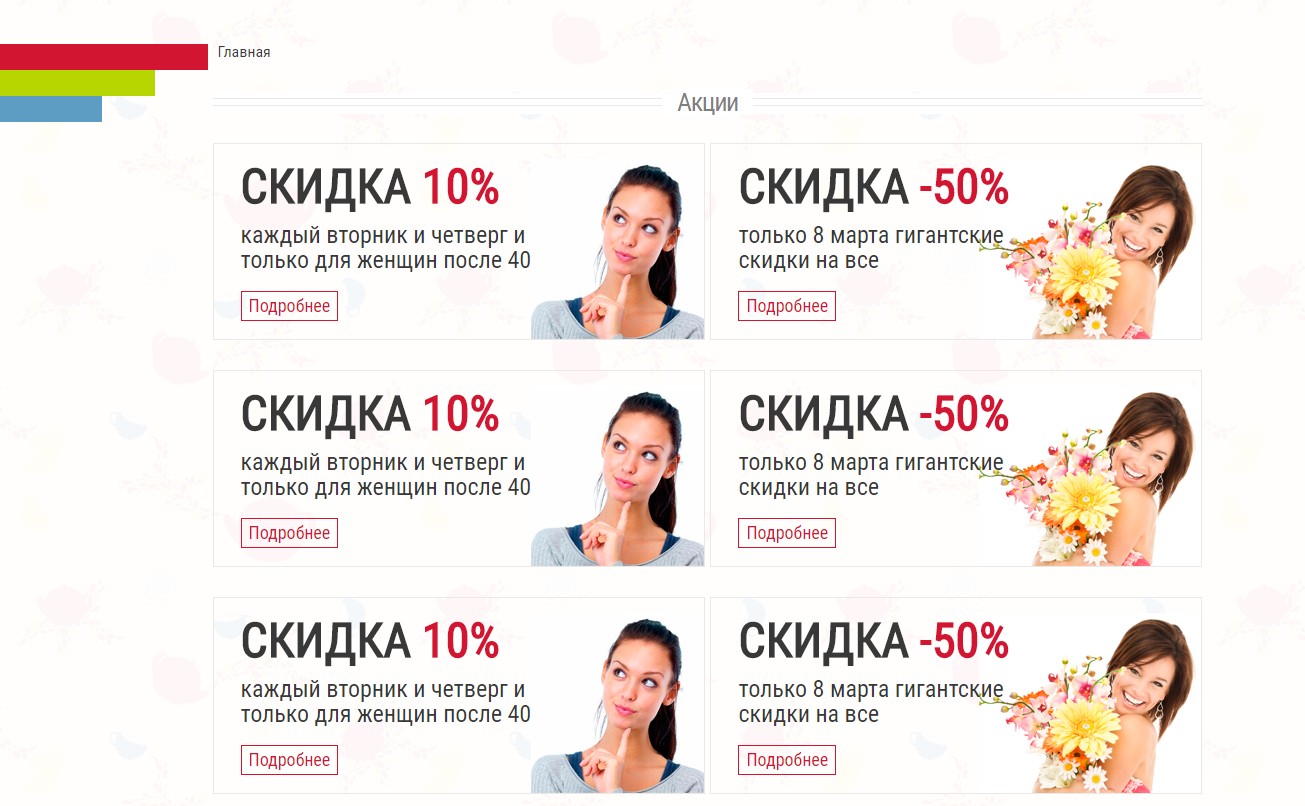 Главная
Акции
СКИДКА 10%
каждый вторник и четверг и
только для женщин после 40
Подробнее
СКИДКА -50%
только 8 марта гигантские
скидки на все
Подробнее
СКИДКА 10%
каждый вторник и четверг и
только для женщин после 40
Подробнее
СКИДКА -50%
только 8 марта гигантские
скидки на все
Подробнее
СКИДКА 10%
каждый вторник и четверг и
только для женщин после 40
Подробнее
СКИДКА -50%
только 8 марта гигантские
скидки на все
Подробнее